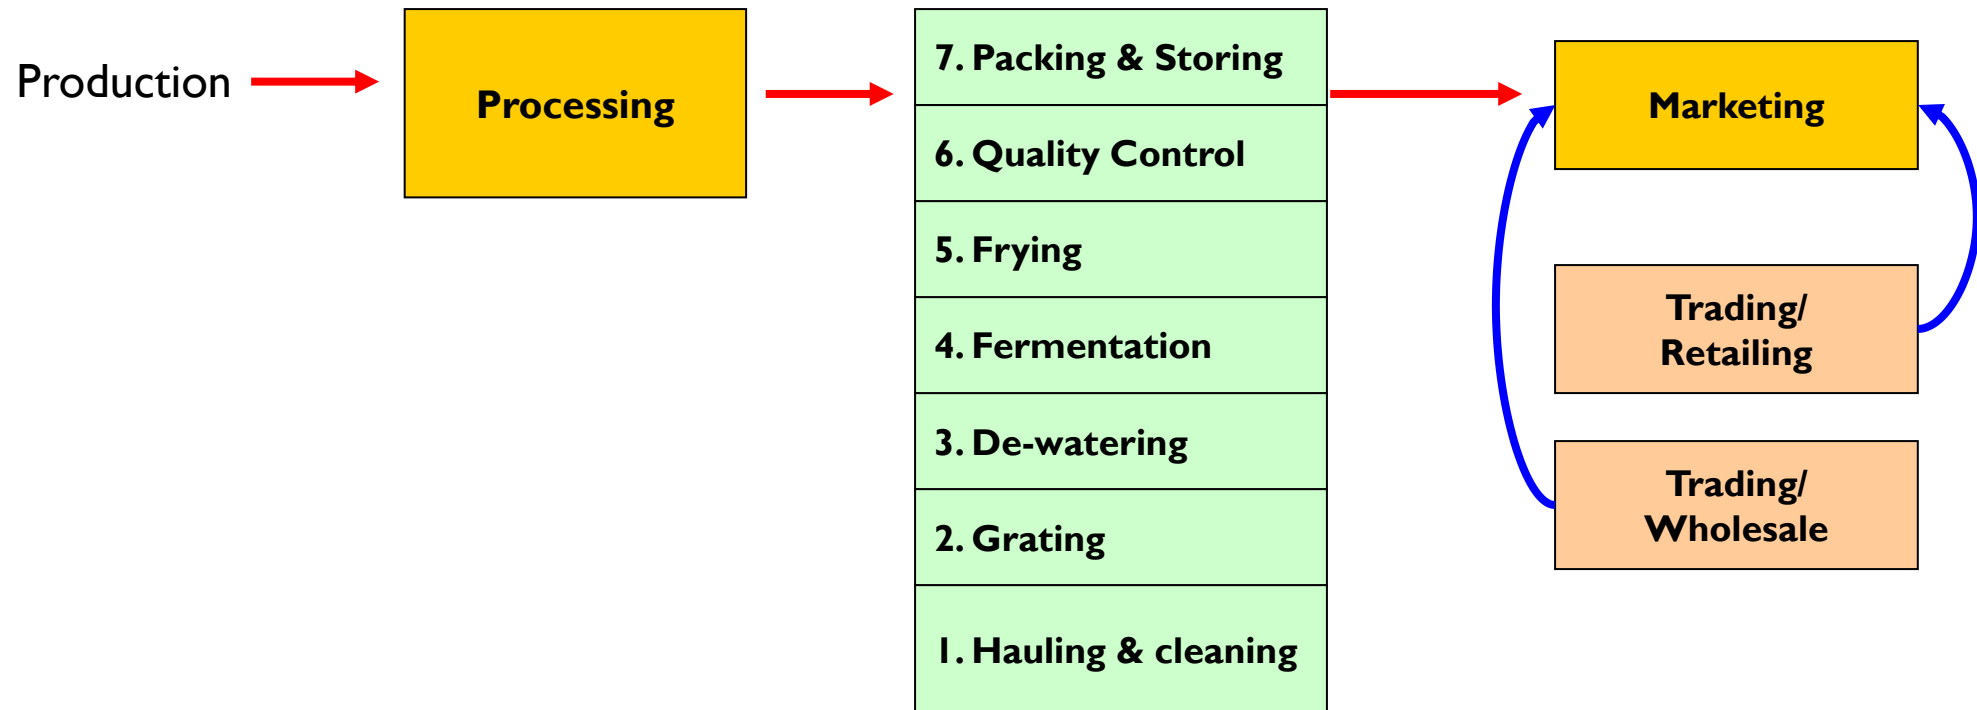 Production
Processing
7. Packing & Storing
6. Quality Control
5. Frying
4. Fermentation
3. De-watering
2. Grating
1. Hauling & cleaning
Marketing
Trading/
Retailing
Trading/
Wholesale